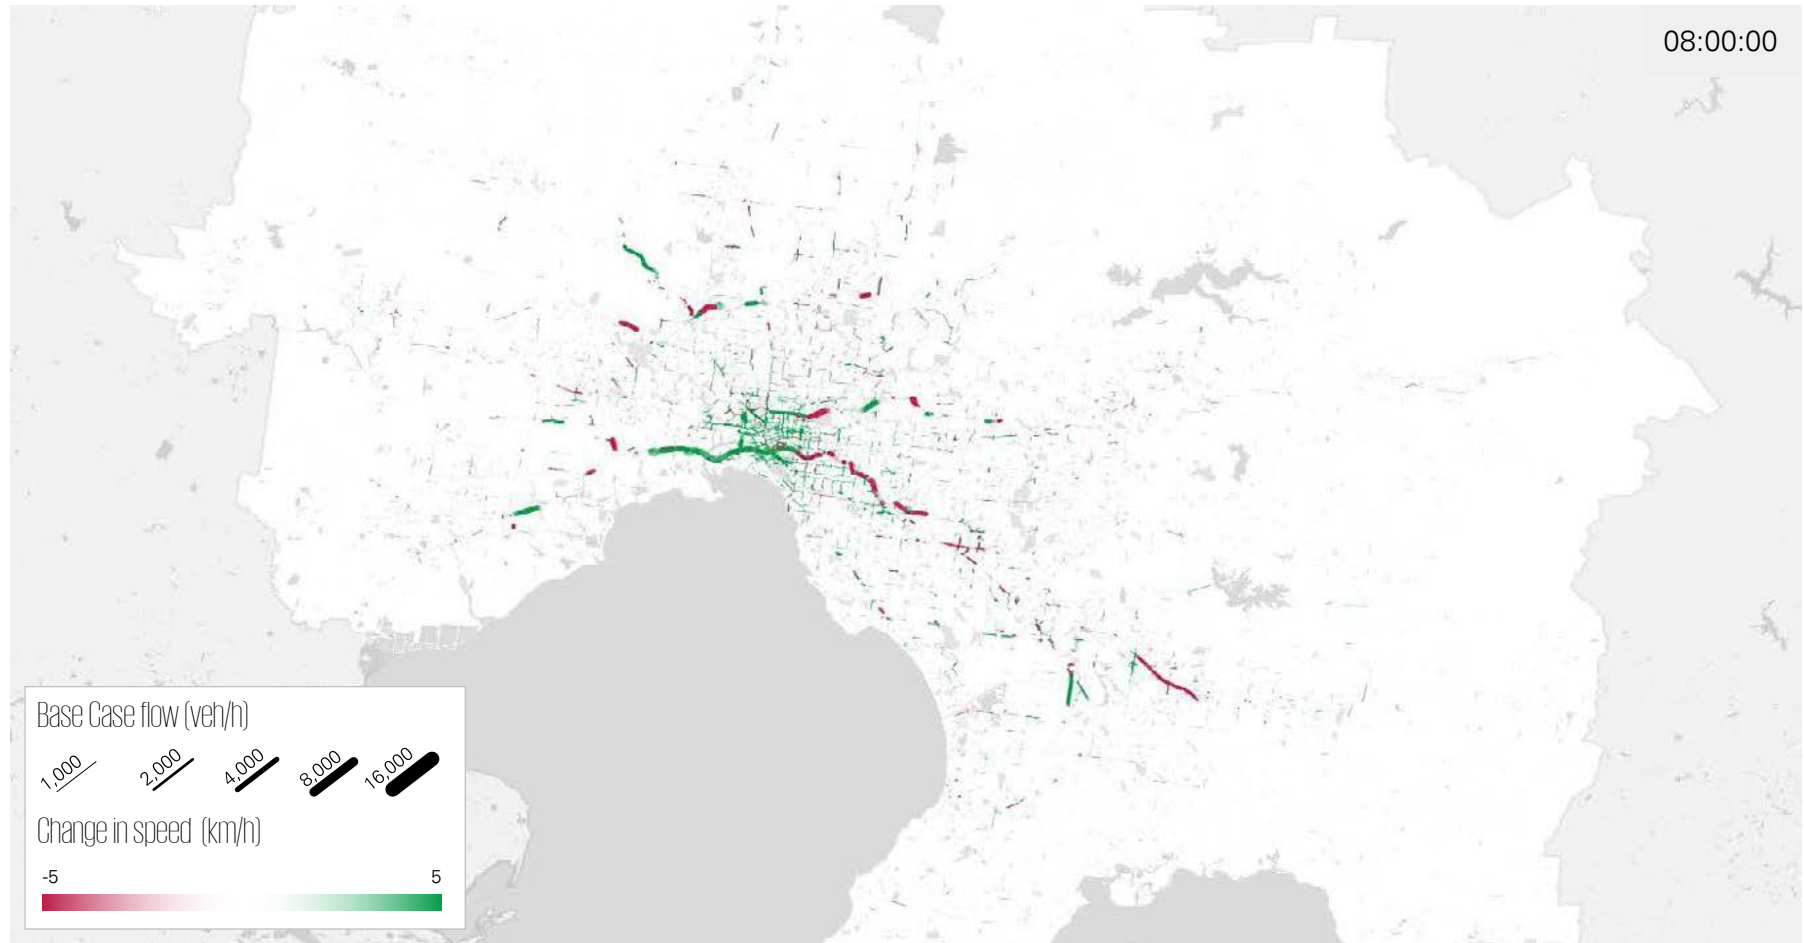 08:00:00
Base Case flow (veh/h)
1,000 2,000 4,000 8,000 16,000
Change in speed (km/h)
-5 5